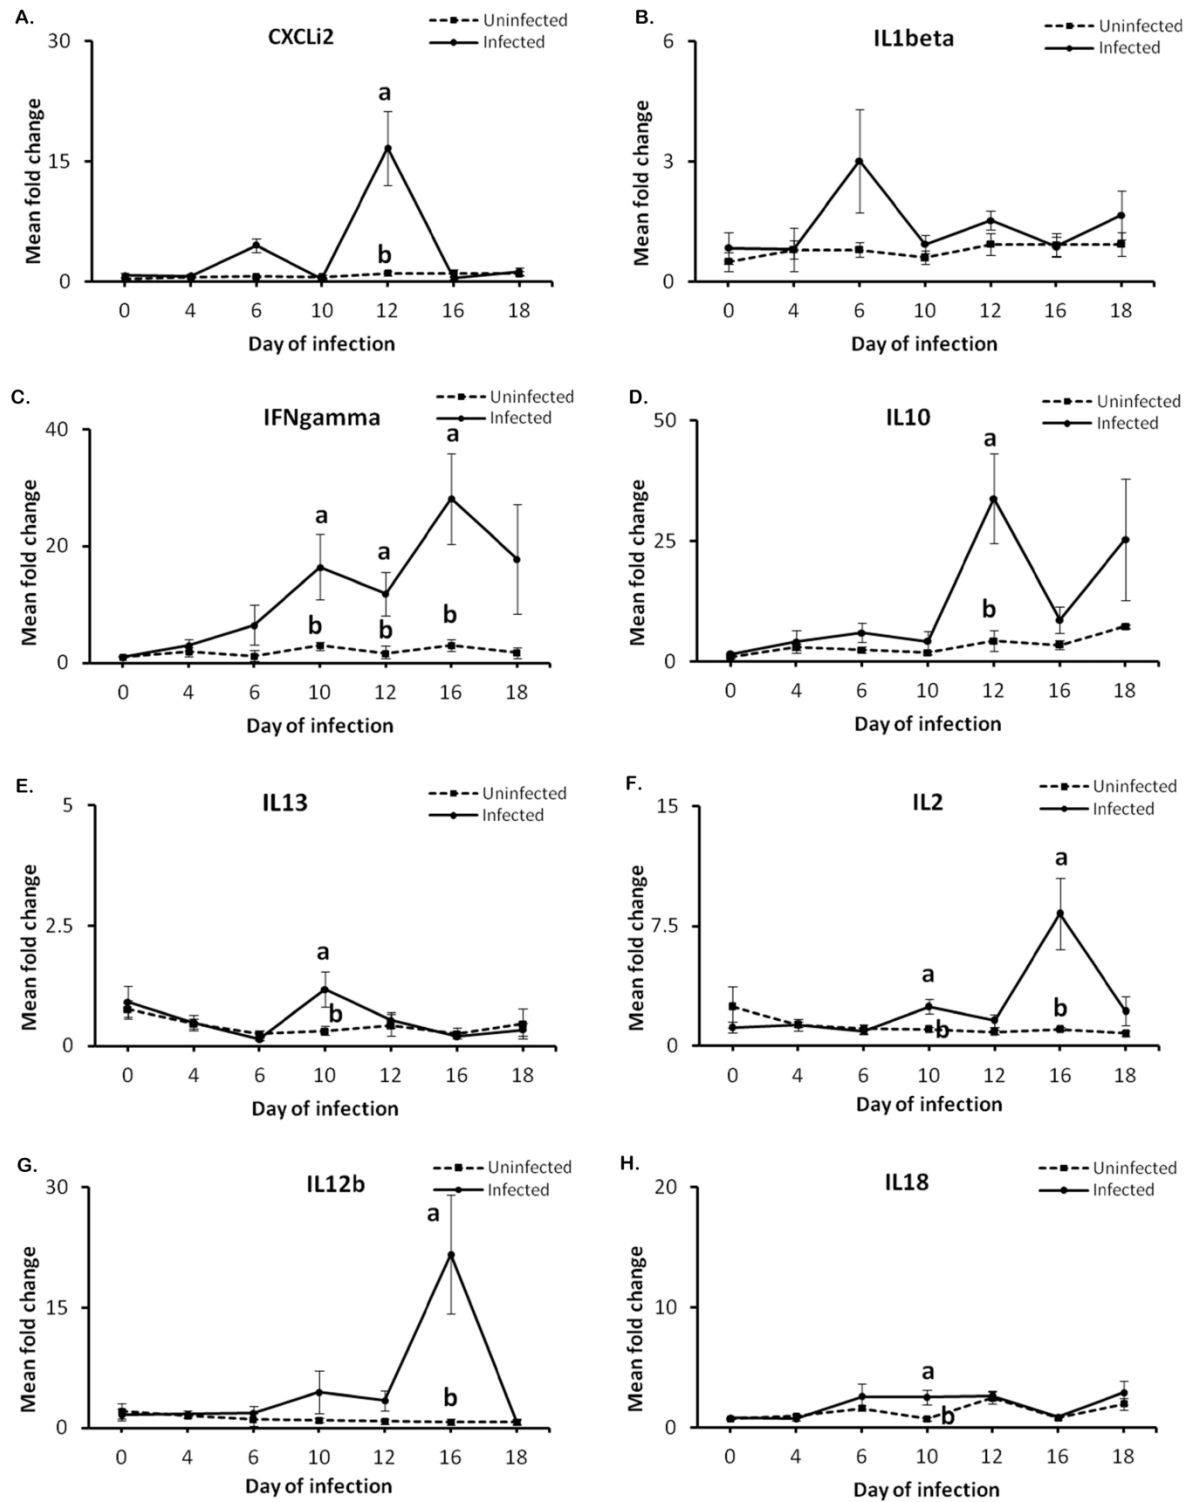 A.
CXCLi2
Uninfected
Infected
Mean fold change
30
15
0
a
b
0 4 6 10 12 16 18
Day of infection
B.
IL1beta
Uninfected
Infected
Mean fold change
6
3
0
0 4 6 10 12 16 18
Day of infection
C.
IFNgamma
Uninfected
Infected
Mean fold change
40
20
0
a a a
b b b
0 4 6 10 12 16 18
Day of infection
D.
IL10
Uninfected
Infected
Mean fold change
50
25
0
a
b
0 4 6 10 12 16 18
Day of infection
E.
IL13
Uninfected
Infected
Mean fold change
5
2.5
0
a
b
0 4 6 10 12 16 18
Day of infection
F.
IL2
Uninfected
Infected
Mean fold change
15
7.5
0
a a
b b
0 4 6 10 12 16 18
Day of infection
G.
IL12b
Uninfected
Infected
Mean fold change
30
15
0
a
b
0 4 6 10 12 16 18
Day of infection
H.
IL18
Uninfected
Infected
Mean fold change
20
10
0
a
b
0 4 6 10 12 16 18
Day of infection